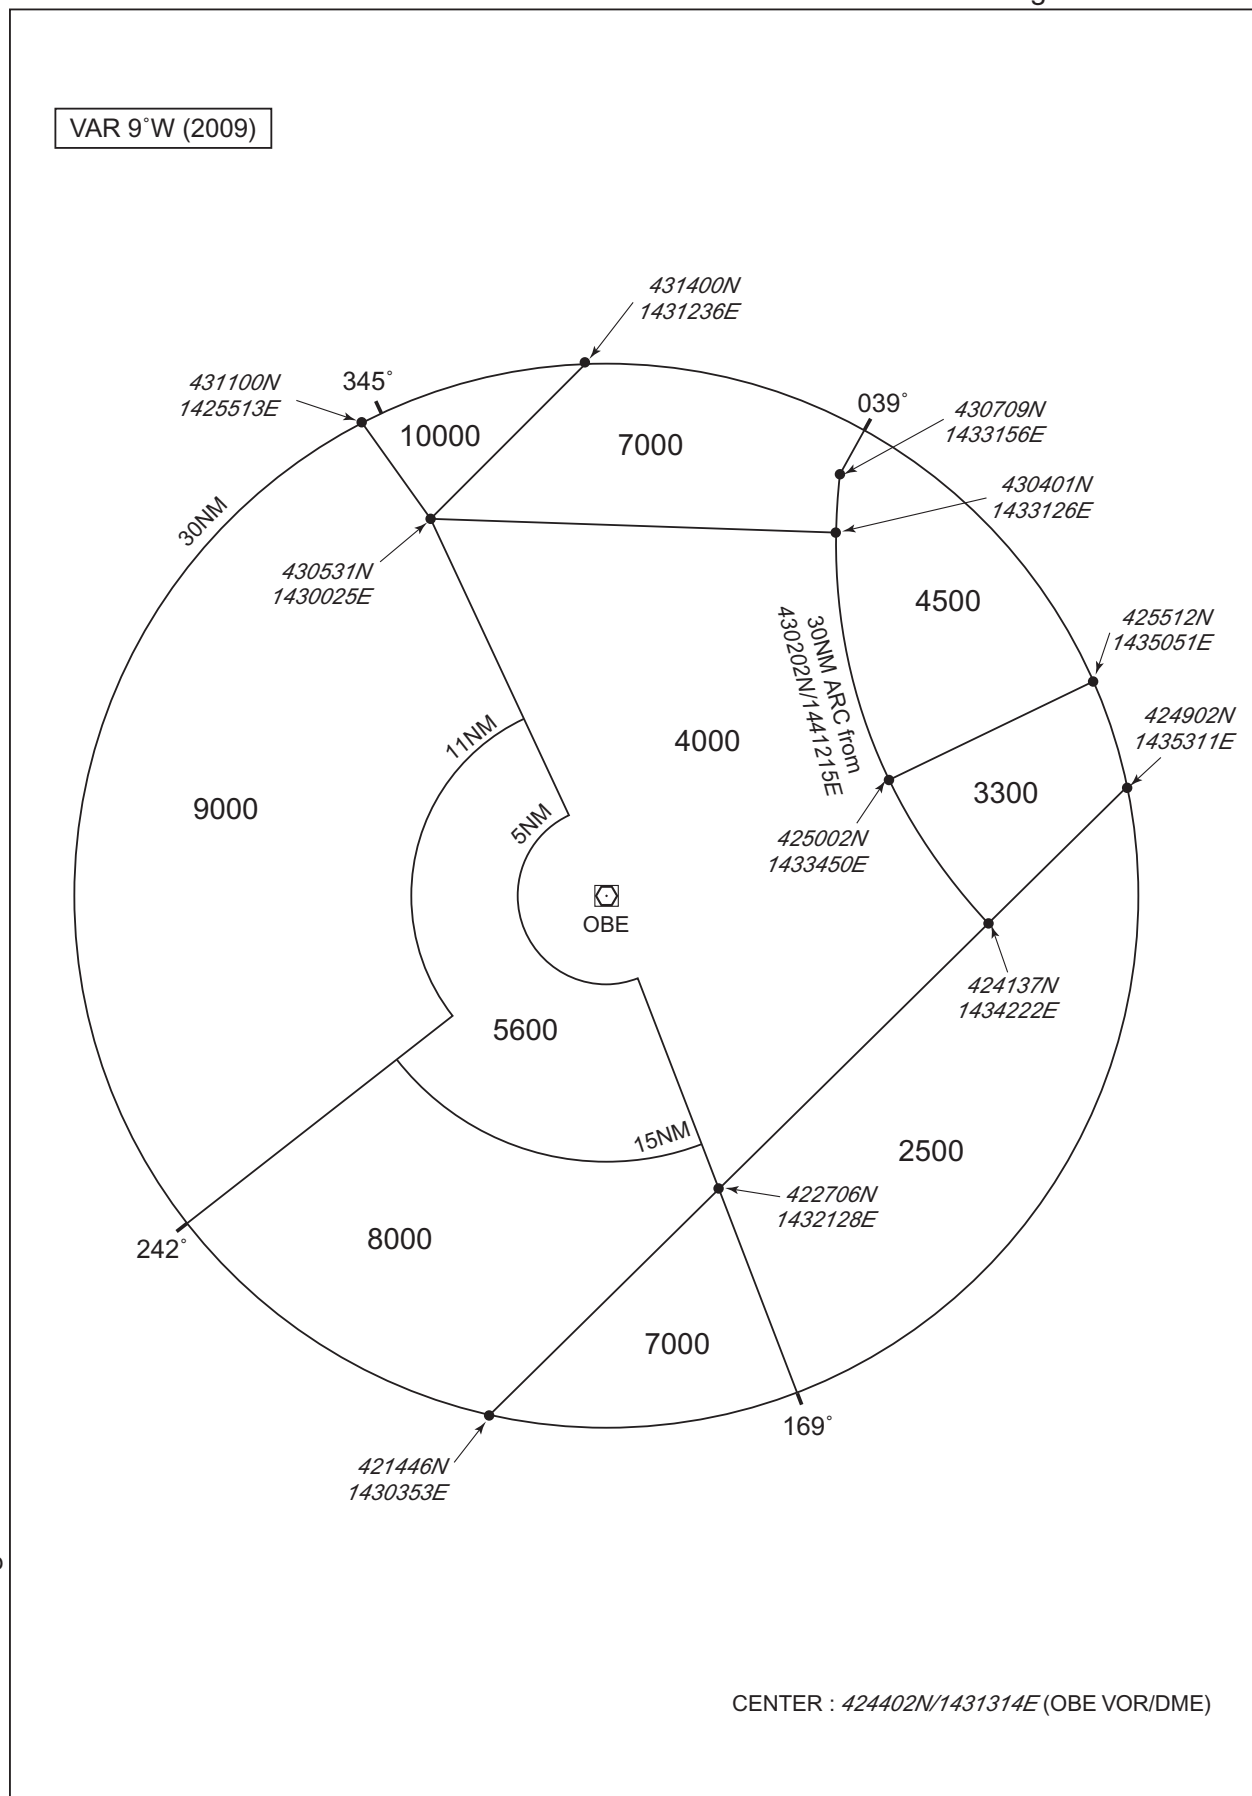 VAR 9˚W (2009)
431400N
1431236E
431100N
1425513E
345˚
039˚
430709N
1433156E
10000
7000
430401N
1433126E
30NM
430531N
1430025E
4500
425512N
1435051E
30NM ARC from
430202N/1441215E
424902N
1435311E
11NM
4000
9000
3300
5NM
425002N
1433450E
OBE
424137N
1434222E
5600
15NM
2500
422706N
1432128E
242˚
8000
7000
169˚
421446N
1430353E
CENTER : 424402N/1431314E (OBE VOR/DME)